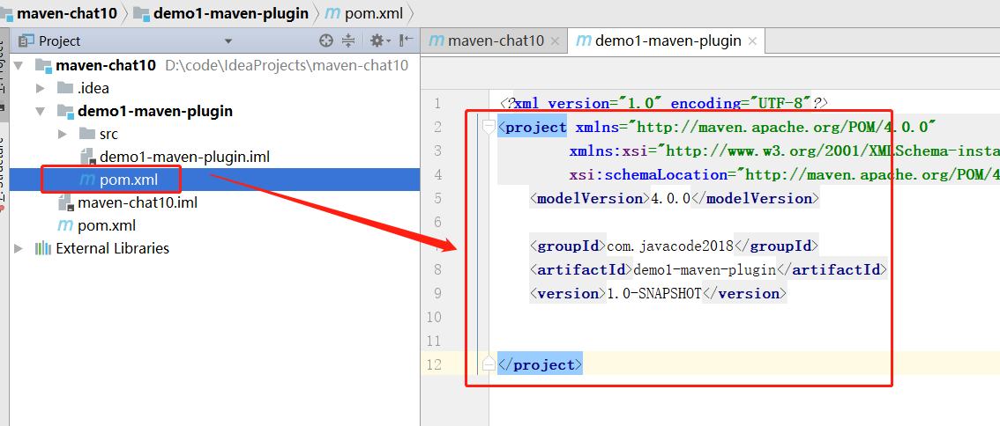 maven-chat10 demo1-maven-plugin pom.xml
Project
maven-chat10 D:\code\IdeaProjects\maven-chat10
.idea
demo1-maven-plugin
src
demo1-maven-plugin.iml
pom.xml
maven-chat10.iml
pom.xml
External Libraries
maven-chat10 demo1-maven-plugin
1 <?xml version="1.0" encoding="UTF-8"?>
2 <project xmlns="http://maven.apache.org/POM/4.0.0"
3 xmlns:xsi="http://www.w3.org/2001/XMLSchema-insta
4 xsi:schemaLocation="http://maven.apache.org/POM/4
5 <modelVersion>4.0.0</modelVersion>
6
<groupId>com.javacode2018</groupId>
8 <artifactId>demo1-maven-plugin</artifactId>
9 <version>1.0-SNAPSHOT</version>
10
11
12 </project>